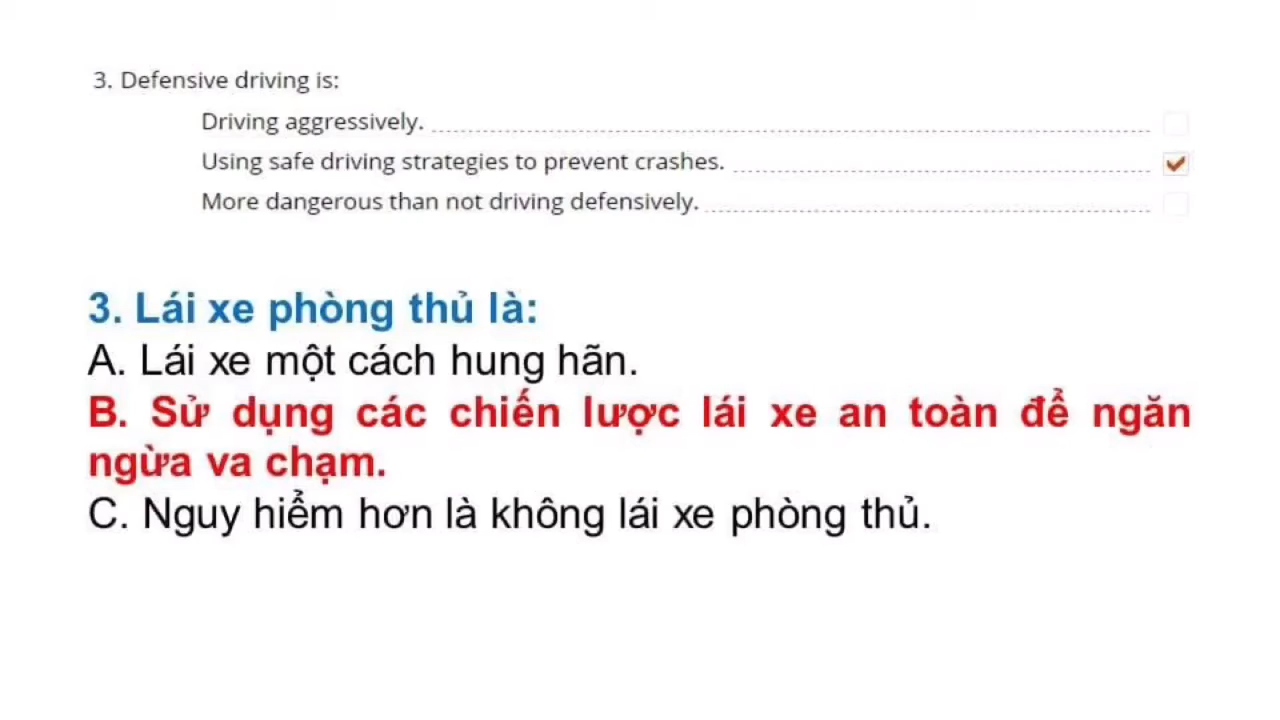 3. Defensive driving is:
Driving aggressively.
Using safe driving strategies to prevent crashes.
More dangerous than not driving defensively.
3. Lái xe phòng thủ là:
A. Lái xe một cách hung hãn.
B. Sử dụng các chiến lược lái xe an toàn để ngăn
ngừa va chạm.
C. Nguy hiểm hơn là không lái xe phòng thủ.